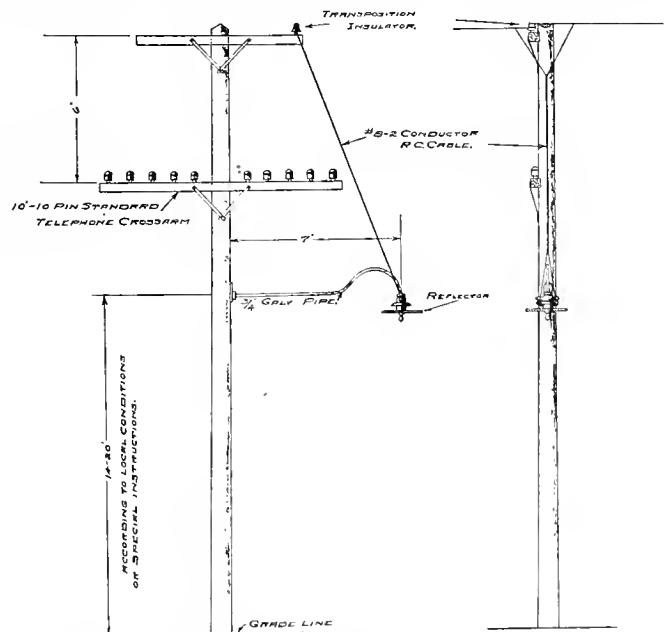 TRANSPOSITION
INSULATOR.
6'
#8-2 CONDUCTOR
R.C. CABLE.
10'-10 PIN STANDARD
TELEPHONE CROSSARM
7'
3/4" GALV PIPE.
REFLECTOR
14-20'
ACCORDING TO LOCAL CONDITIONS
OR SPECIAL INSTRUCTIONS.
GRADE LINE